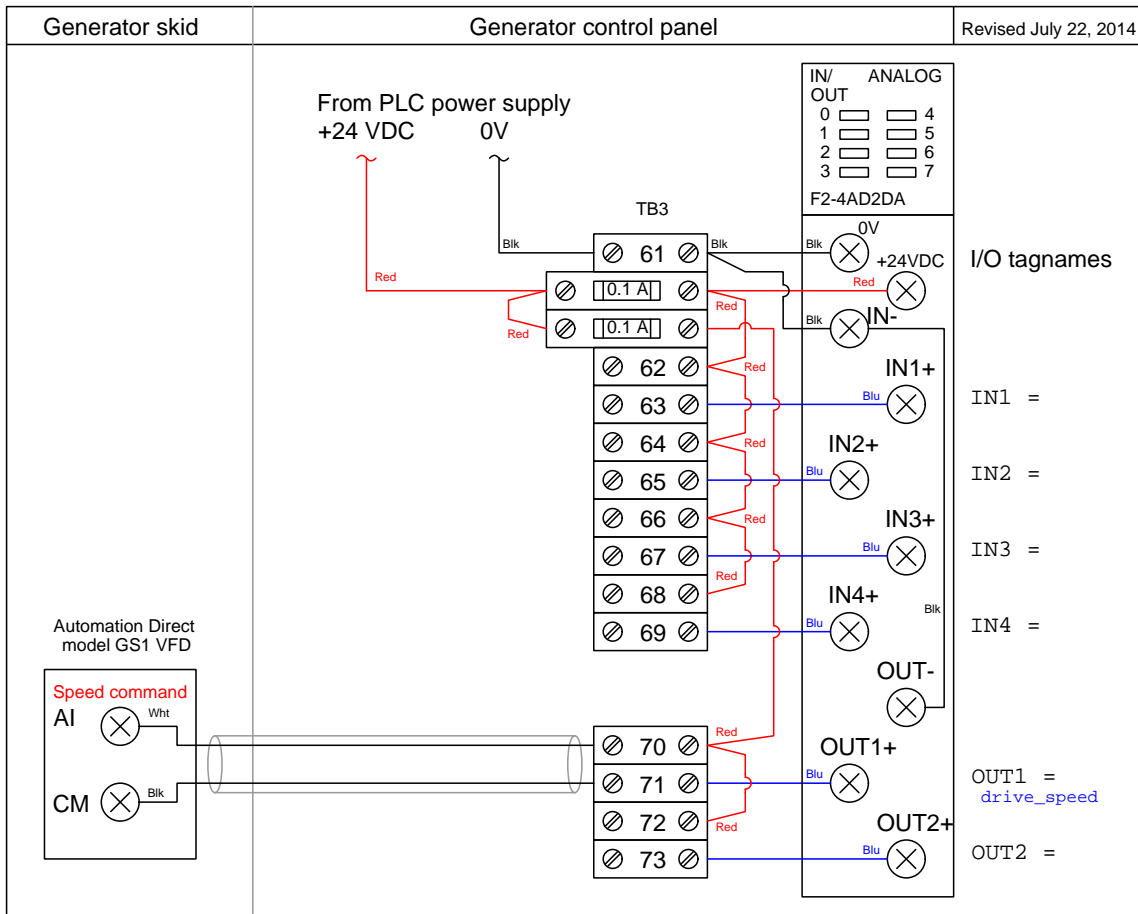 Generator skid
Generator control panel
Revised July 22, 2014
IN/ ANALOG
OUT
0 4
1 5
2 6
3 7
F2-4AD2DA
From PLC power supply
+24 VDC 0V
TB3
Blk 61 Blk Blk 0V
+24VDC
I/O tagnames
Red 0.1 A Red Red
Red 0.1 A Blk IN-
62 Red
IN1+
63 Blu IN1 =
64 Red IN2+
65 Blu IN2 =
66 Red IN3+
67 Blu IN3 =
68 Red IN4+
Blk
69 Blu IN4 =
Automation Direct
model GS1 VFD
Speed command
AI Wht
OUT-
70 Red
OUT1+
CM Blk 71 Blu OUT1 =
drive_speed
72 Red OUT2+
73 Blu OUT2 =